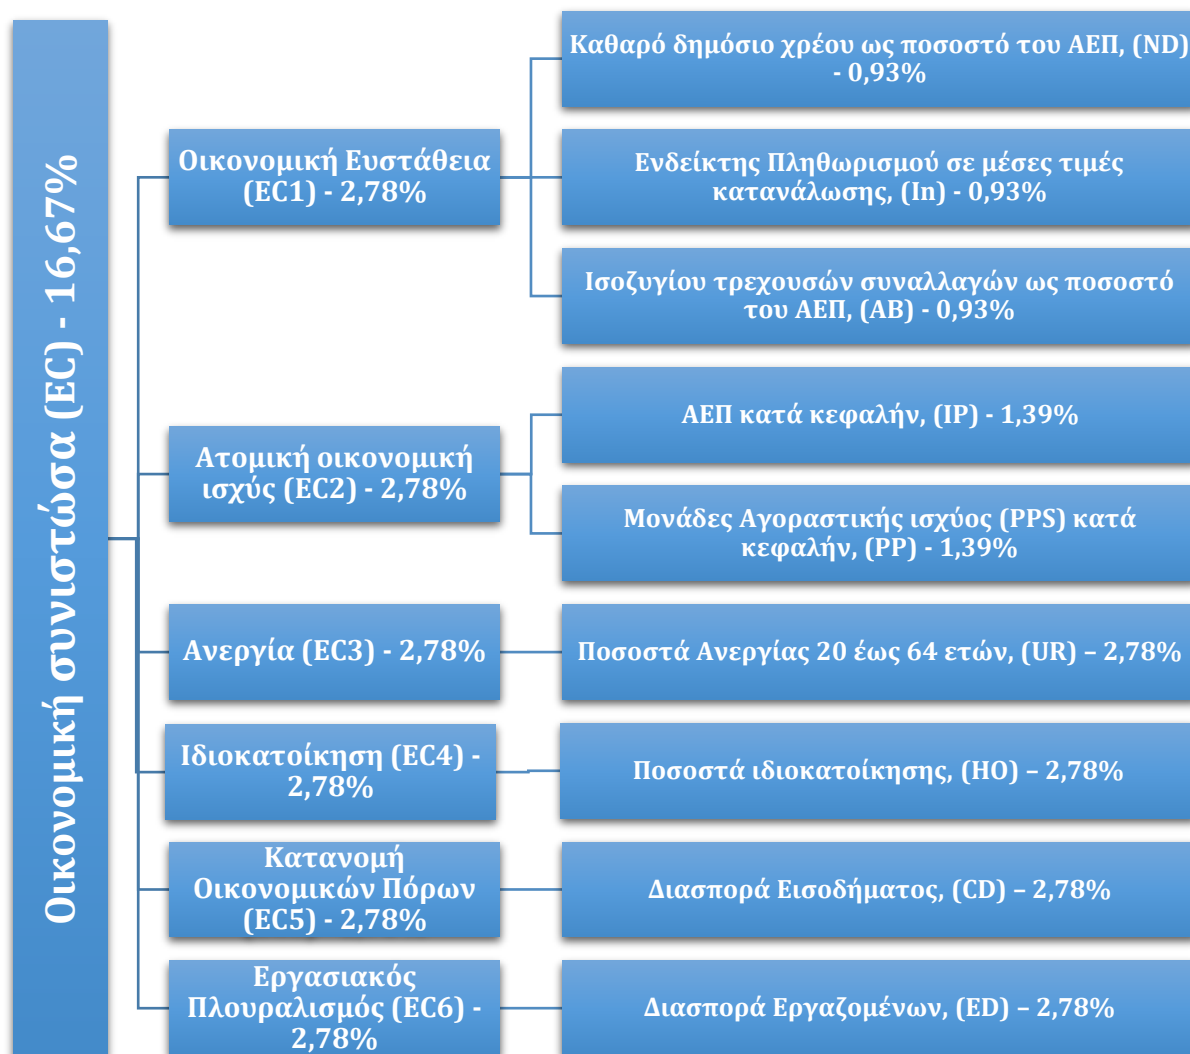 Οικονομική συνιστώσα (EC) - 16,67%
Οικονομική Ευστάθεια
(EC1) - 2,78%
Καθαρό δημόσιο χρέου ως ποσοστό του ΑΕΠ, (ND)
- 0,93%
Ενδείκτης Πληθωρισμού σε μέσες τιμές
κατανάλωσης, (In) - 0,93%
Ισοζυγίου τρεχουσών συναλλαγών ως ποσοστό
του ΑΕΠ, (AB) - 0,93%
Ατομική οικονομική
ισχύς (EC2) - 2,78%
ΑΕΠ κατά κεφαλήν, (IP) - 1,39%
Μονάδες Αγοραστικής ισχύος (PPS) κατά
κεφαλήν, (PP) - 1,39%
Ανεργία (EC3) - 2,78%
Ποσοστά Ανεργίας 20 έως 64 ετών, (UR) – 2,78%
Ιδιοκατοίκηση (EC4) -
2,78%
Ποσοστά ιδιοκατοίκησης, (HO) – 2,78%
Κατανομή
Οικονομικών Πόρων
(EC5) - 2,78%
Διασπορά Εισοδήματος, (CD) – 2,78%
Εργασιακός
Πλουραλισμός (EC6) -
2,78%
Διασπορά Εργαζομένων, (ED) – 2,78%